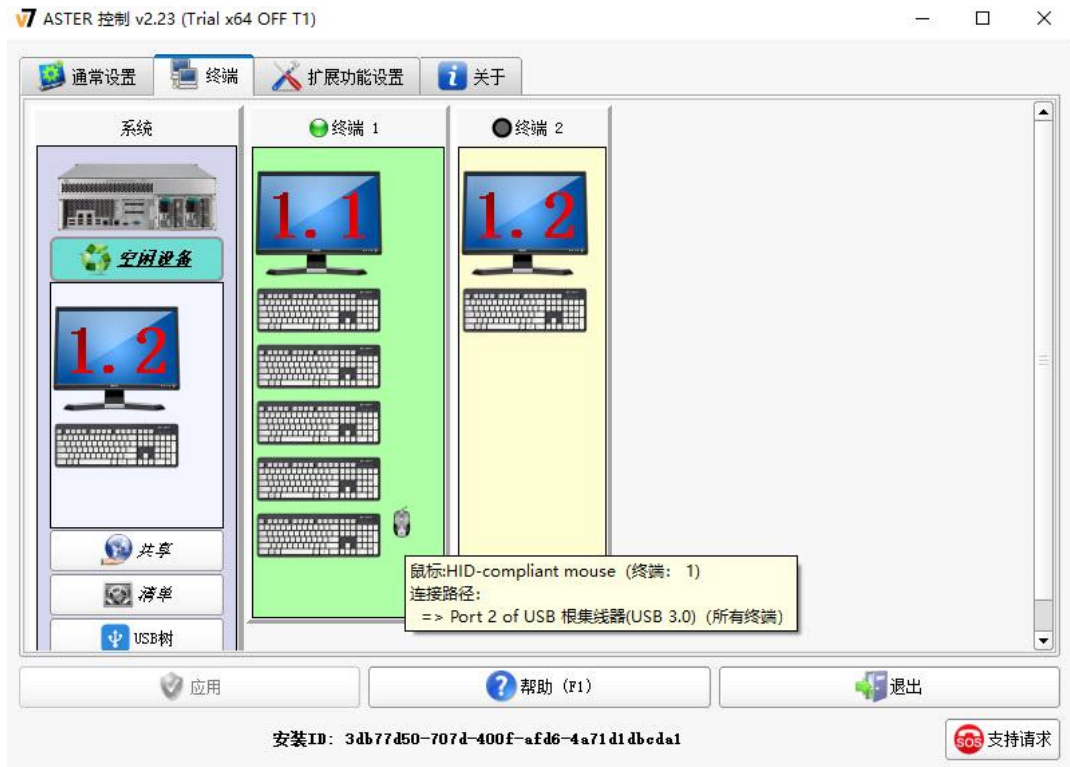 ASTER 控制 v2.23 (Trial x64 OFF T1)
通常设置 终端 扩展功能设置 关于
系统 终端 1 终端 2
1.1 1.2
空闲设备
1.2
共享
清单
USB树
鼠标:HID-compliant mouse (终端: 1)
连接路径:
=> Port 2 of USB 根集线器(USB 3.0) (所有终端)
应用 帮助 (F1) 退出
安装ID: 3db77d50-707d-400f-afd6-4a71d1dbcda1
SOS 支持请求